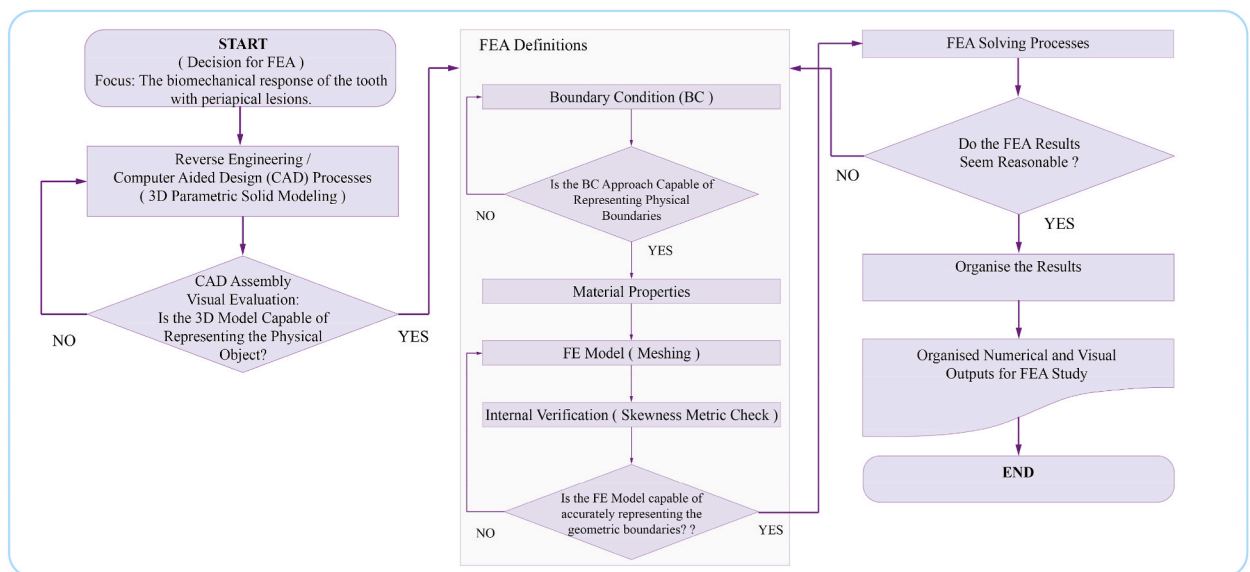 START
( Decision for FEA )
Focus: The biomechanical response of the tooth
with periapical lesions.
Reverse Engineering /
Computer Aided Design (CAD) Processes
( 3D Parametric Solid Modeling )
CAD Assembly
Visual Evaluation:
Is the 3D Model Capable of
Representing the Physical
Object?
NO
YES
FEA Definitions
Boundary Condition (BC )
Is the BC Approach Capable of
Representing Physical
Boundaries
NO
YES
Material Properties
FE Model ( Meshing )
Internal Verification ( Skewness Metric Check )
Is the FE Model capable of
accurately representing the
geometric boundaries? ?
NO
YES
FEA Solving Processes
Do the FEA Results
Seem Reasonable ?
NO
YES
Organise the Results
Organised Numerical and Visual
Outputs for FEA Study
END